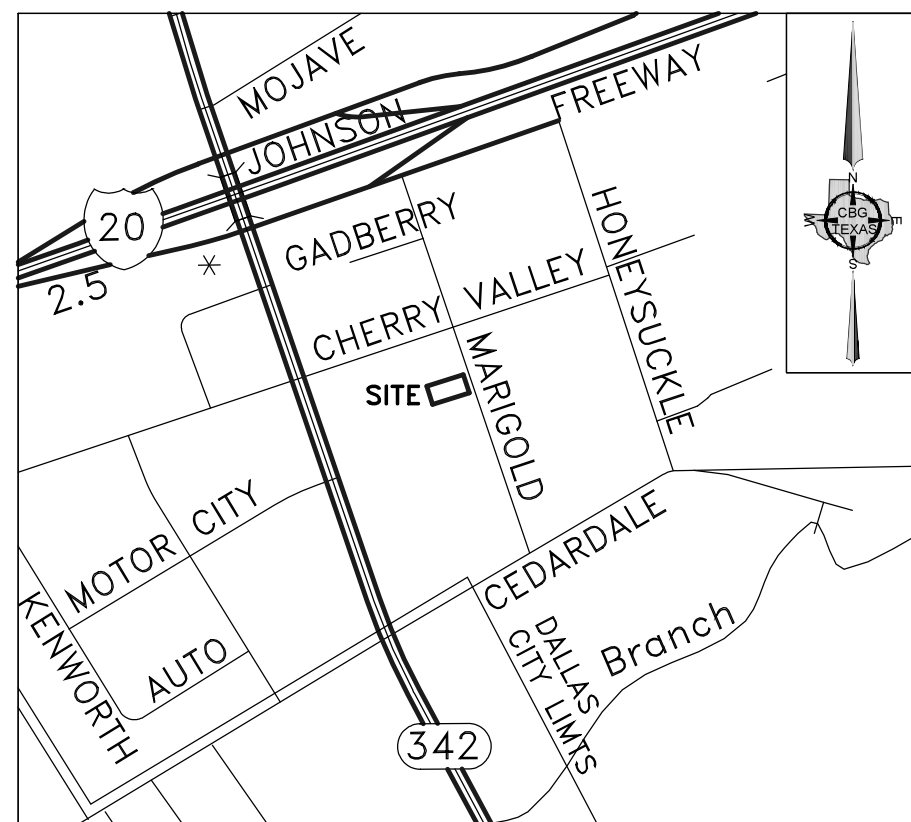 MOJAVE
JOHNSON
FREEWAY
20
2.5
GADBERRY
HONEYSUCKLE
CHERRY VALLEY
SITE
MARIGOLD
MOTOR CITY
KENWORTH
AUTO
CEDARDALE
DALLAS
CITY LIMTS
Branch
342
N
W
CBG
TEXAS
E
S